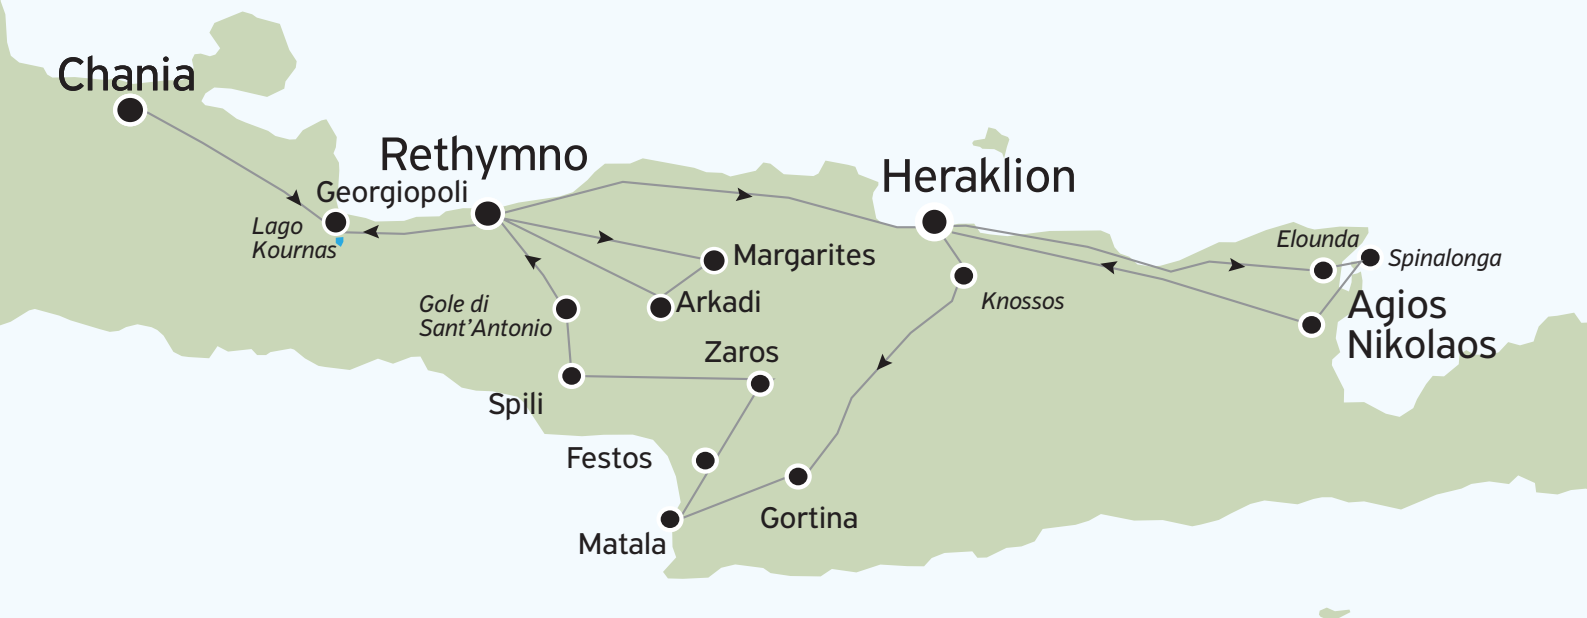 Chania
Rethymno
Georgiopoli
Lago
Kournas
Heraklion
Margarites
Arkadi
Gole di
Sant'Antonio
Zaros
Spili
Festos
Matala
Gortina
Knossos
Elounda
Spinalonga
Agios
Nikolaos